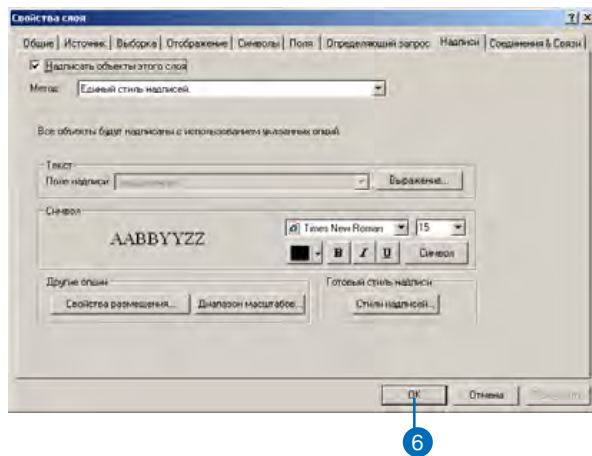 Свойства слоя
Общие Источник Выборка Отображение Символы Поля Определяющий запрос Надписи Соединения & Связи
Надписать объекты этого слоя
Метод: Единый стиль надписей.
Все объекты будут надписаны с использованием указанных опций.
Текст
Поле надписи: Выражение...
Символ
AABBYYZZ
Times New Roman 15
B I U Символ
Другие опции Готовый стиль надписи
Свойства размещения... Диапазон масштабов... Стили надписей...
OK Отмена
6